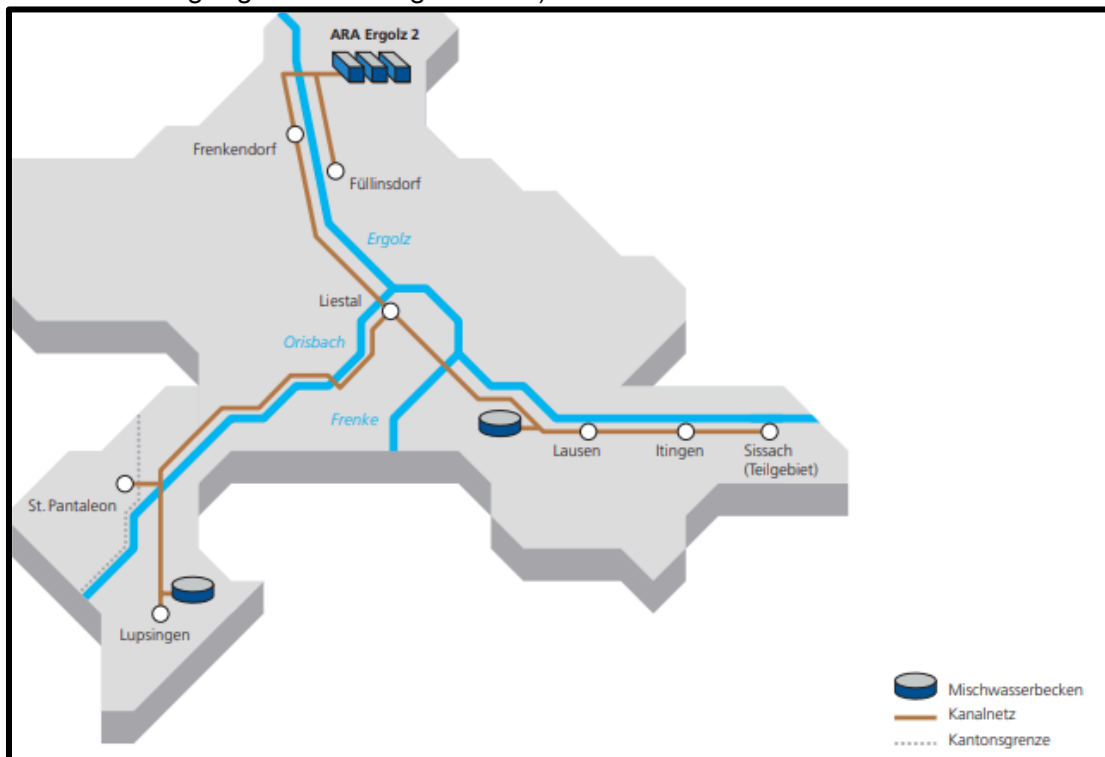 ARA Ergolz 2
Frenkendorf
Füllinsdorf
Ergolz
Liestal
Orisbach
Frenke
Lausen
Itingen
Sissach
(Teilgebiet)
St. Pantaleon
Lupsingen
Mischwasserbecken
Kanalnetz
Kantonsgrenze